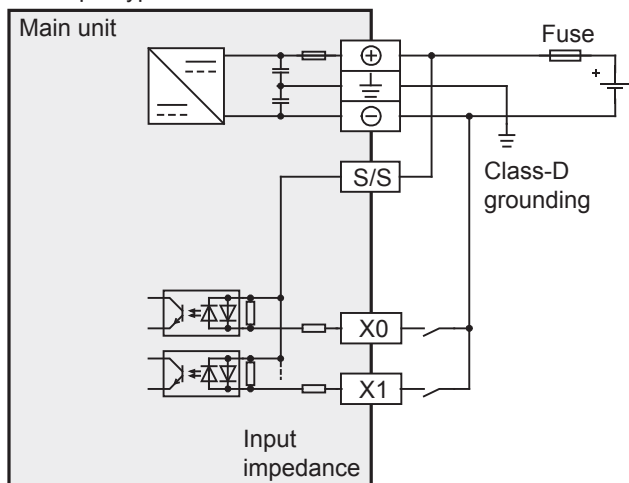 Main unit
Fuse
+
S/S
Class-D
grounding
X0
X1
Input
impedance